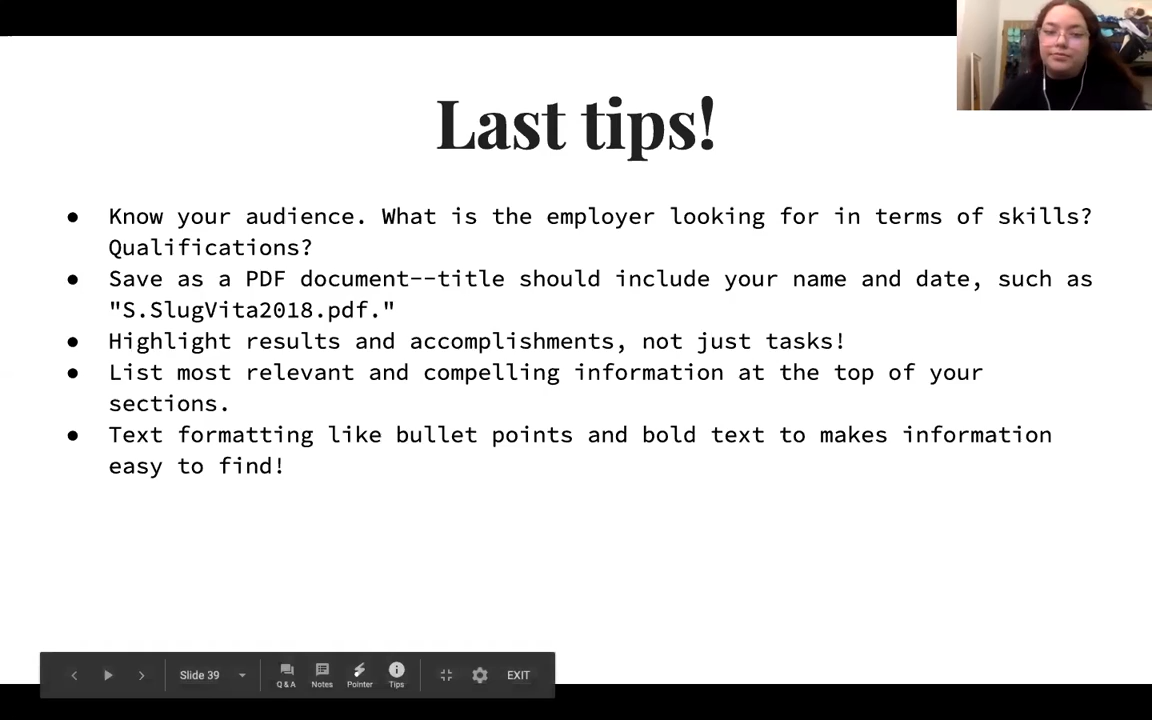 Last tips!
● Know your audience. What is the employer looking for in terms of skills?
Qualifications?
● Save as a PDF document--title should include your name and date, such as
"S.SlugVita2018.pdf."
● Highlight results and accomplishments, not just tasks!
● List most relevant and compelling information at the top of your
sections.
● Text formatting like bullet points and bold text to makes information
easy to find!
Slide 39
Q & A
Notes
Pointer
Tips
EXIT